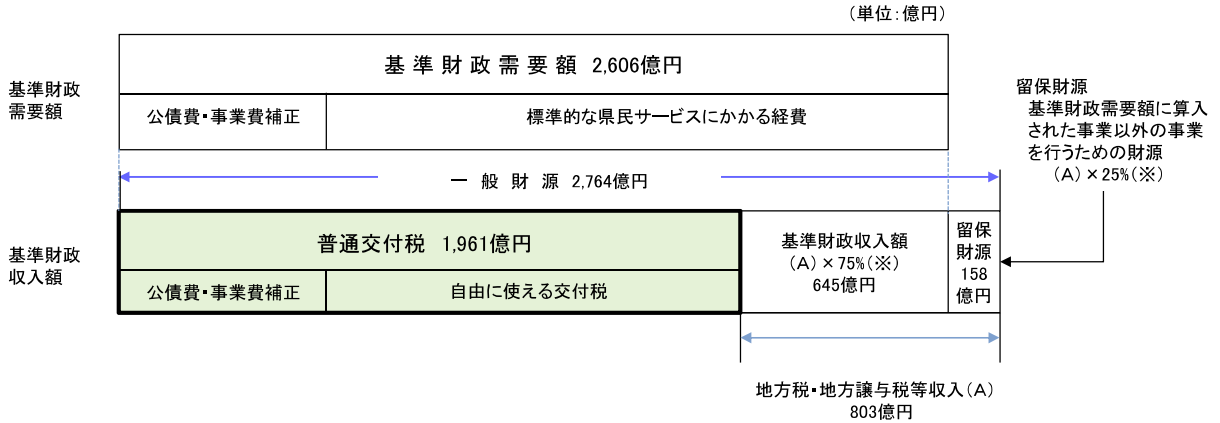 （単位：億円）
基準財政
需要額
基 準 財 政 需 要 額 2,606億円
公債費・事業費補正
標準的な県民サービスにかかる経費
留保財源
基準財政需要額に算入
された事業以外の事業
を行うための財源
（A）×25%（※）
一 般 財 源 2,764億円
基準財政
収入額
普通交付税 1,961億円
公債費・事業費補正
自由に使える交付税
基準財政収入額
（A）×75%（※）
645億円
留保
財源
158
億円
地方税・地方譲与税等収入（A）
803億円